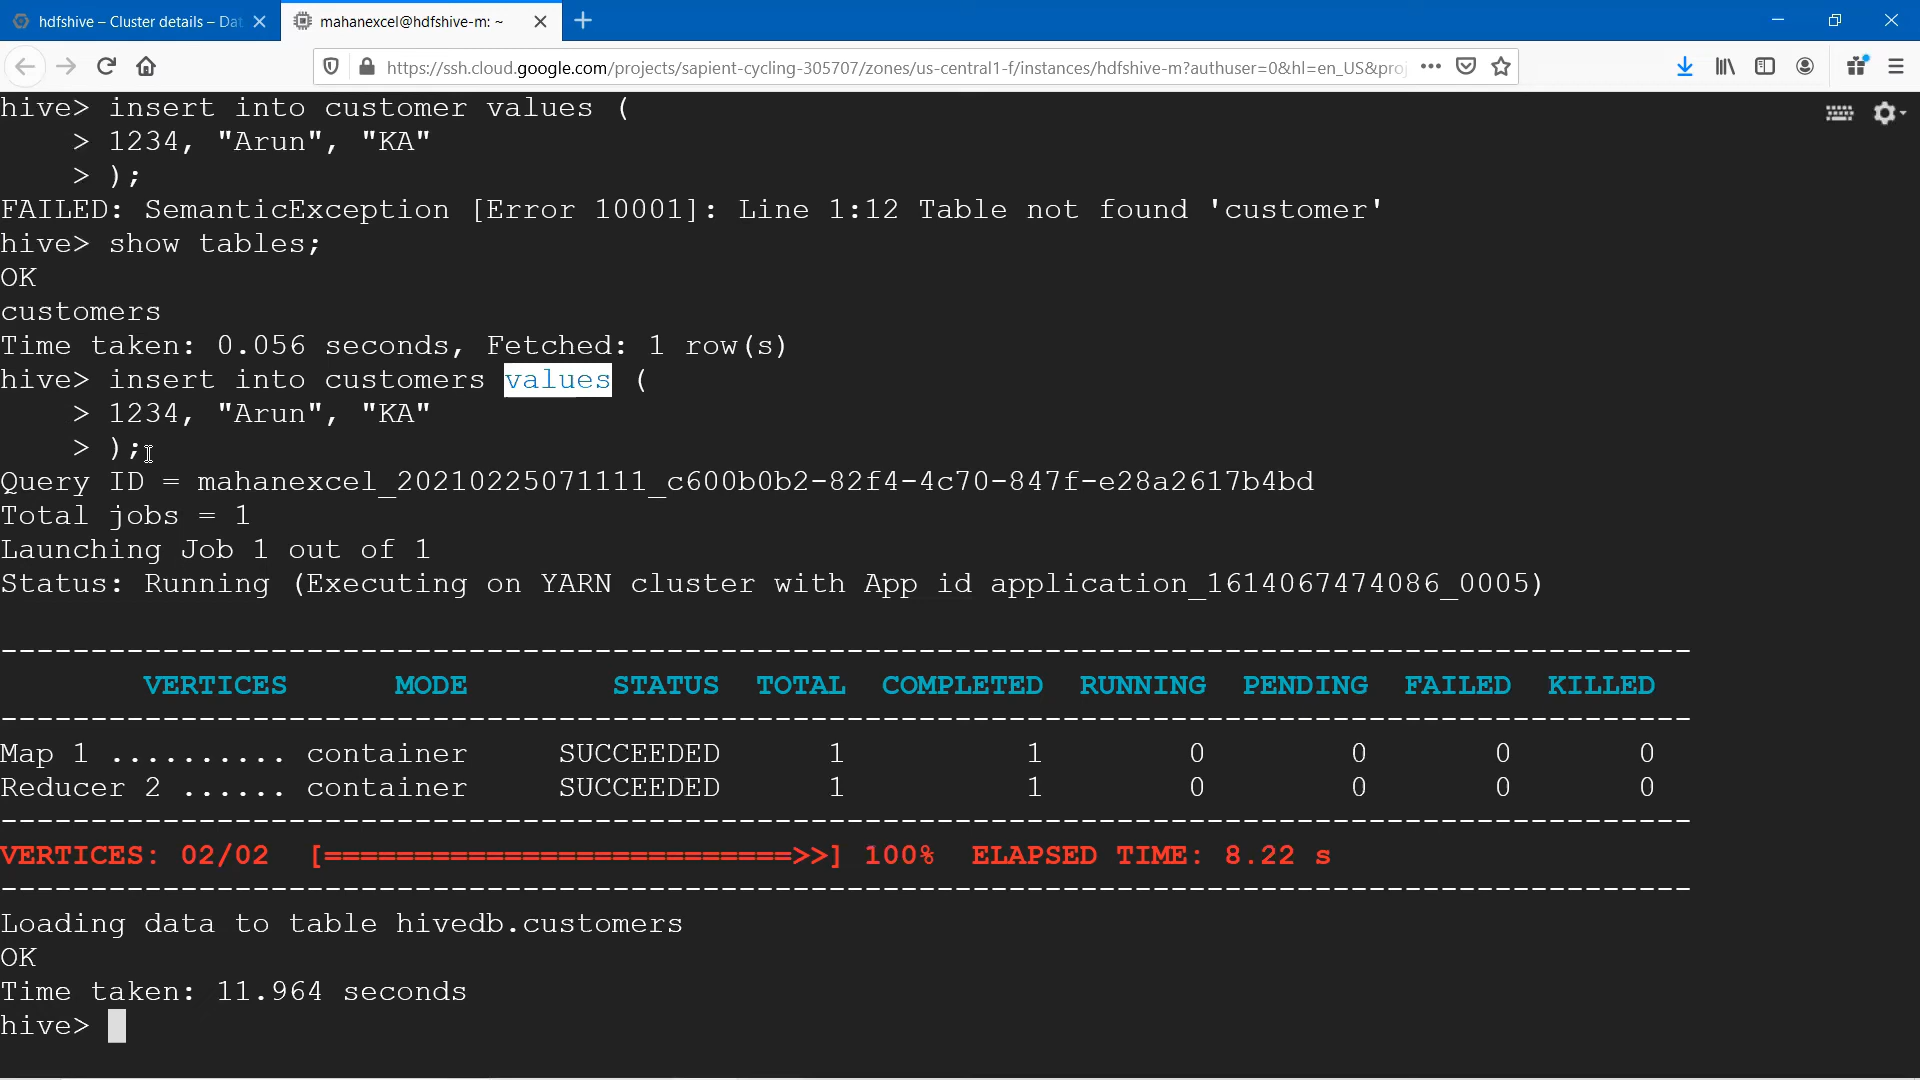 hdfshive – Cluster details – Dat
mahanexcel@hdfshive-m: ~
https://ssh.cloud.google.com/projects/sapient-cycling-305707/zones/us-central1-f/instances/hdfshive-m?authuser=0&hl=en_US&proj
hive> insert into customer values (
> 1234, "Arun", "KA"
> );
FAILED: SemanticException [Error 10001]: Line 1:12 Table not found 'customer'
hive> show tables;
OK
customers
Time taken: 0.056 seconds, Fetched: 1 row(s)
hive> insert into customers values (
> 1234, "Arun", "KA"
> );
Query ID = mahanexcel_20210225071111_c600b0b2-82f4-4c70-847f-e28a2617b4bd
Total jobs = 1
Launching Job 1 out of 1
Status: Running (Executing on YARN cluster with App id application_1614067474086_0005)
----------------------------------------------------------------------------------------------
VERTICES MODE STATUS TOTAL COMPLETED RUNNING PENDING FAILED KILLED
----------------------------------------------------------------------------------------------
Map 1 .......... container SUCCEEDED 1 1 0 0 0 0
Reducer 2 ...... container SUCCEEDED 1 1 0 0 0 0
----------------------------------------------------------------------------------------------
VERTICES: 02/02 [==========================>>] 100% ELAPSED TIME: 8.22 s
----------------------------------------------------------------------------------------------
Loading data to table hivedb.customers
OK
Time taken: 11.964 seconds
hive>